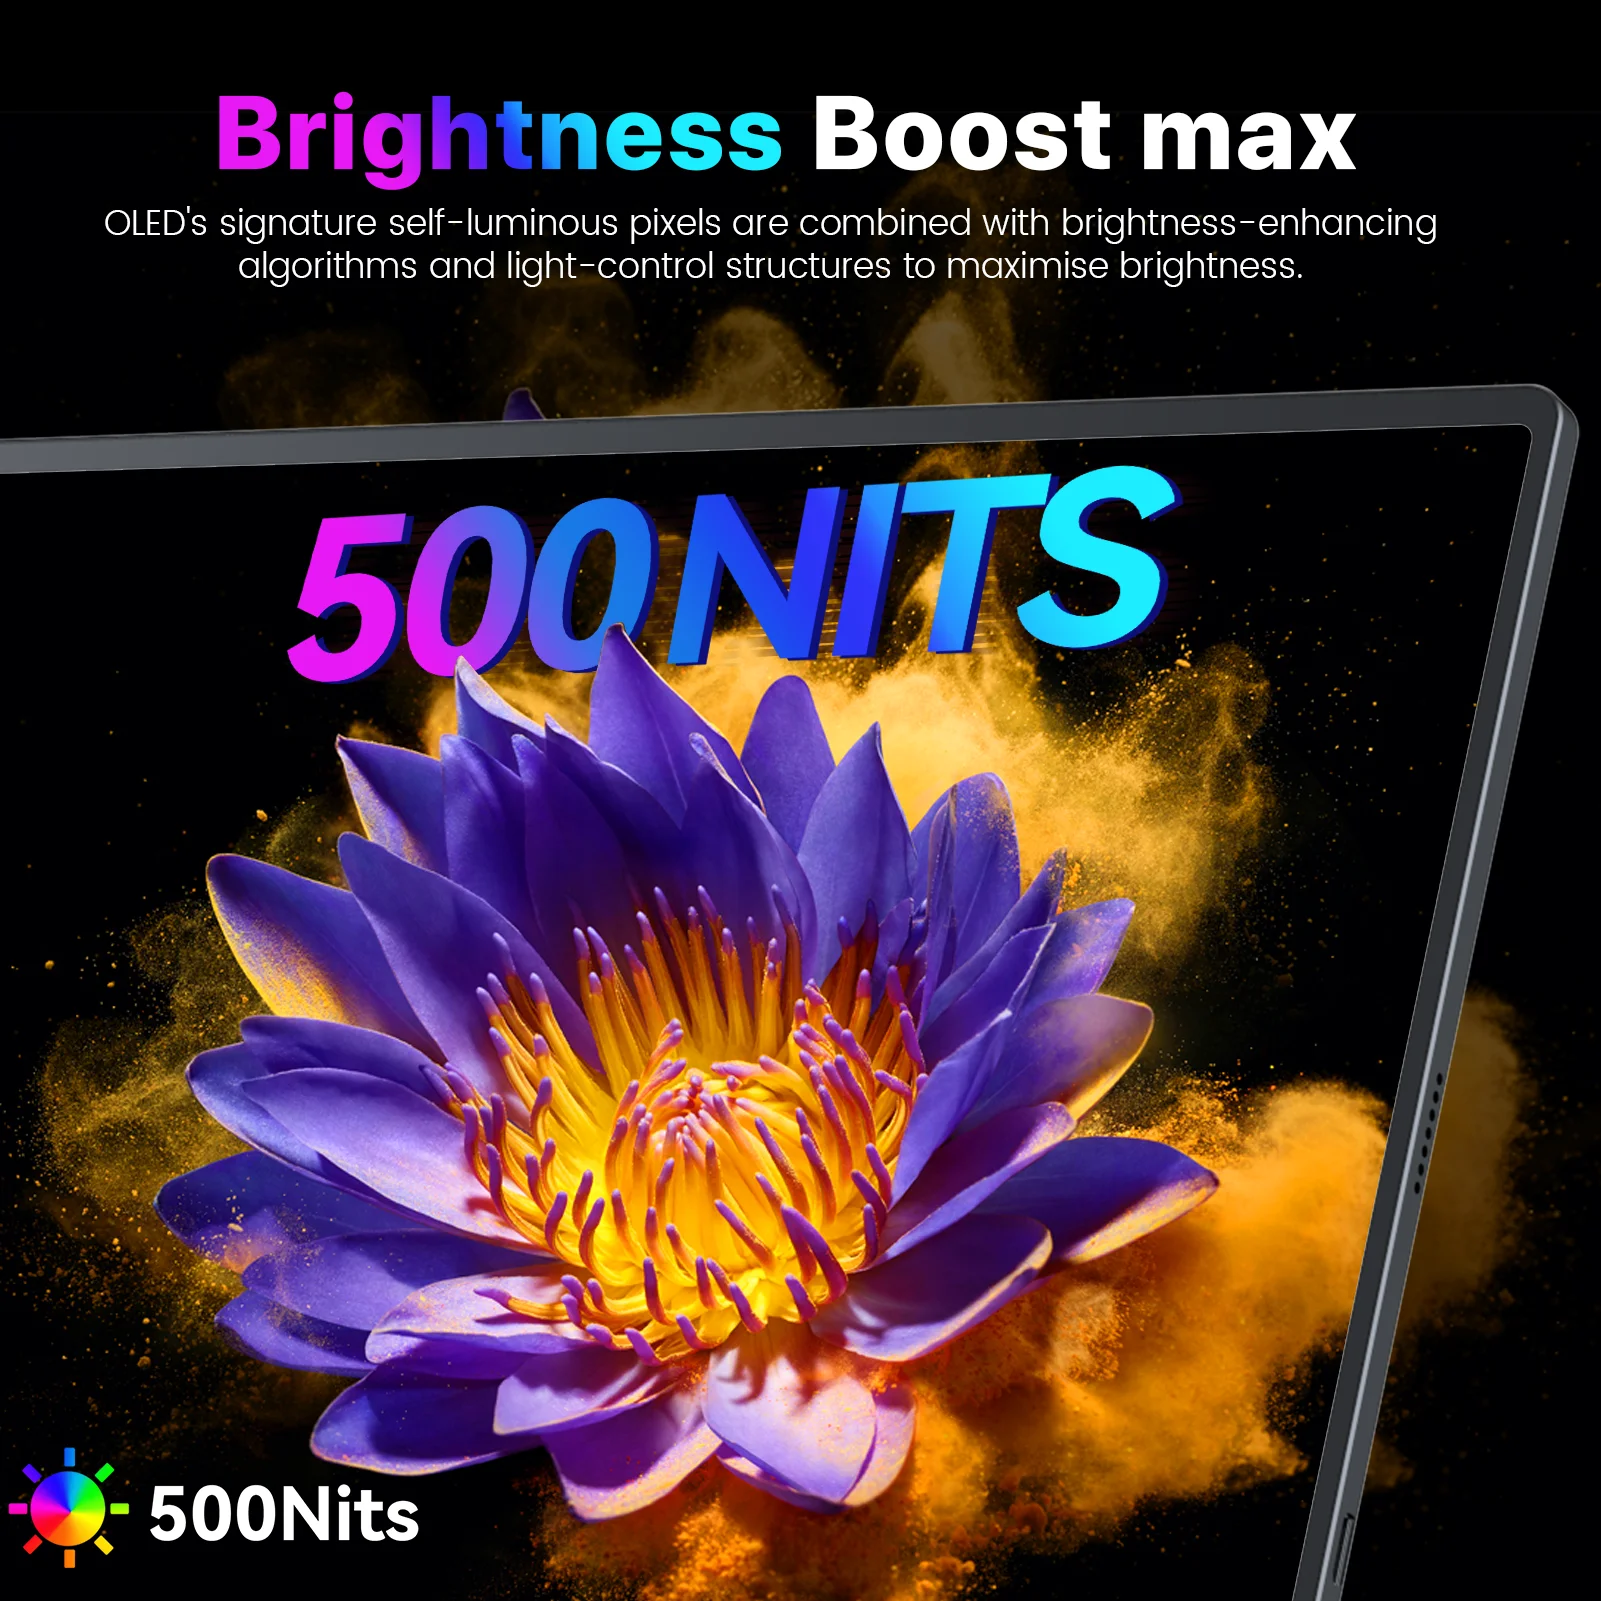 Brightness Boost max
OLED's signature self-luminous pixels are combined with brightness-enhancing
algorithms and light-control structures to maximise brightness.
500NITS
500Nits